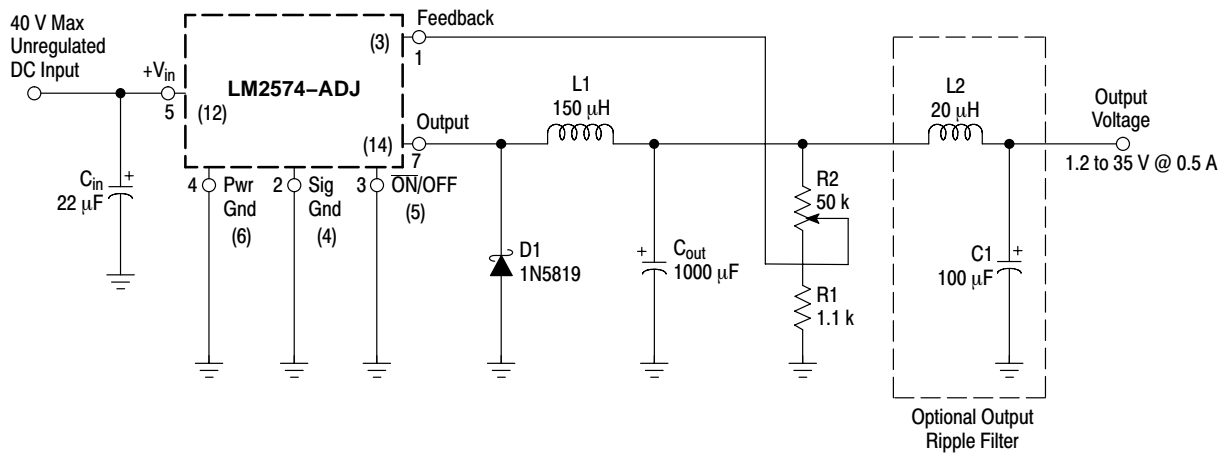 40 V Max
Unregulated
DC Input
+Vin
5
(12)
LM2574–ADJ
(3)
Feedback
1
(14)
Output
7
4
Pwr
Gnd
(6)
2
Sig
Gnd
(4)
3
ON/OFF
(5)
Cin
22 µF
+
L1
150 µH
D1
1N5819
+
Cout
1000 µF
R2
50 k
R1
1.1 k
L2
20 µH
C1
100 µF
+
Output
Voltage
1.2 to 35 V @ 0.5 A
Optional Output
Ripple Filter